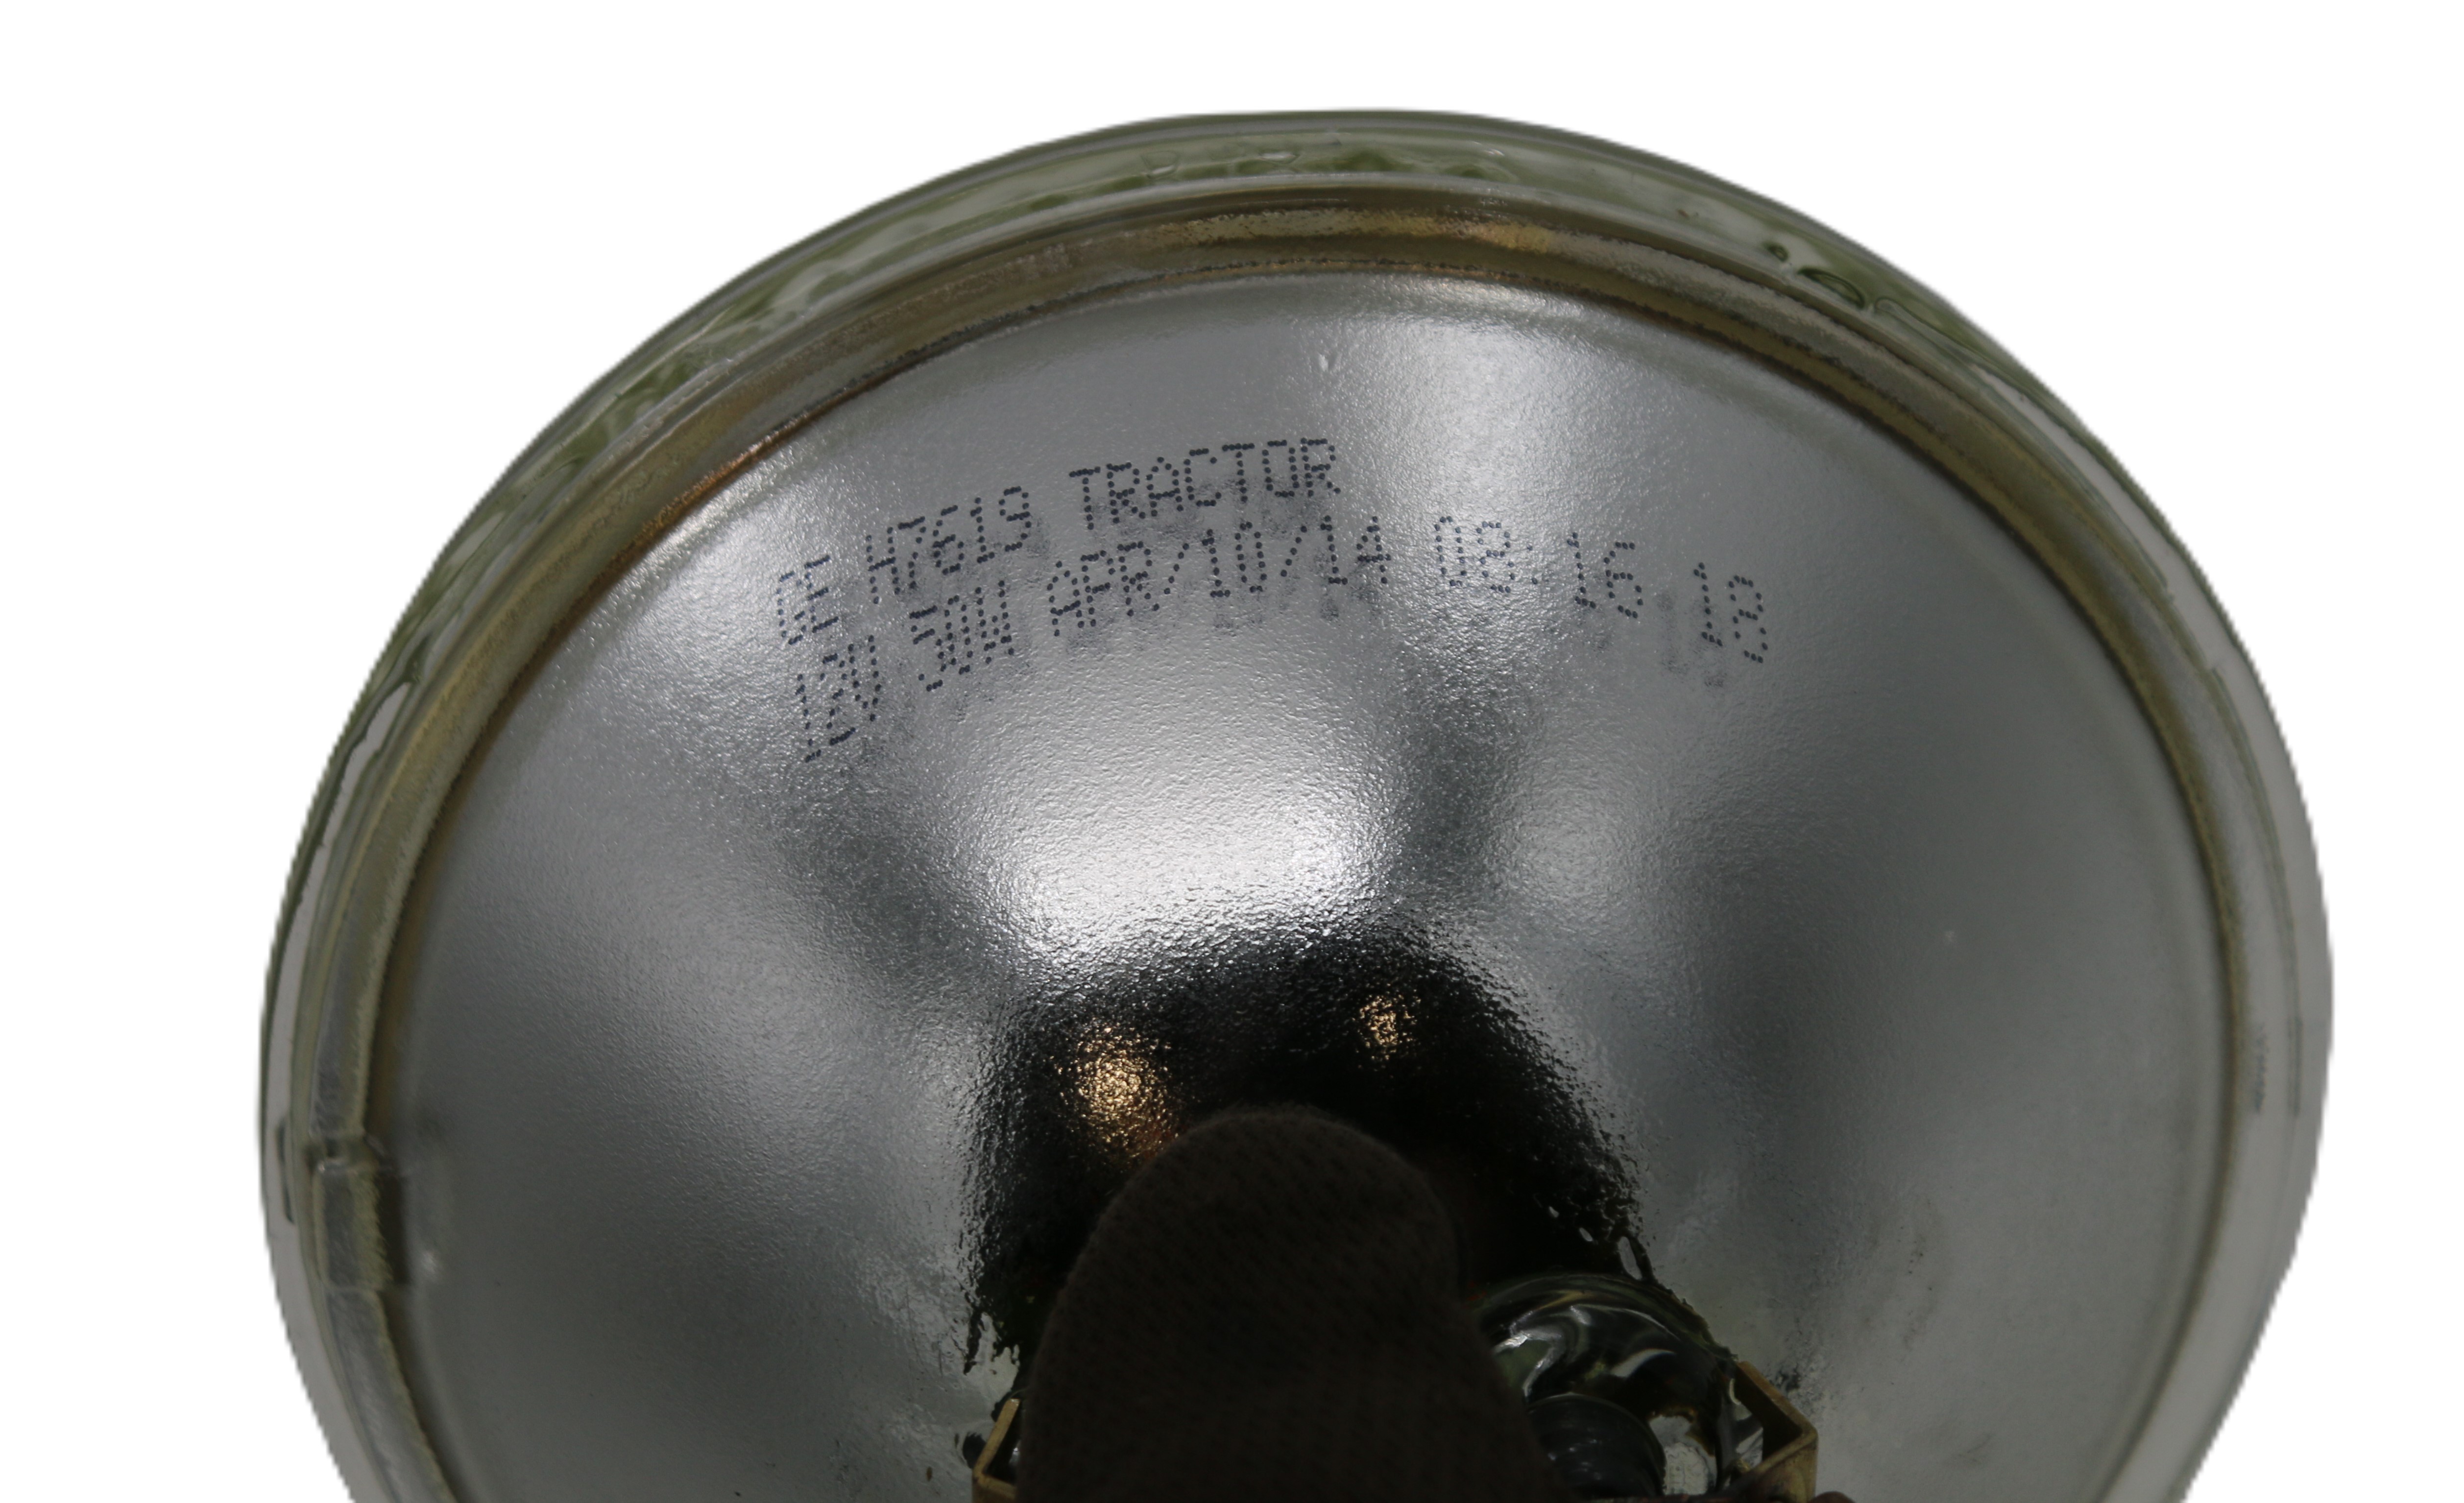 GE H7619 TRACTOR
12V 50W APR/10/14 08:16:18